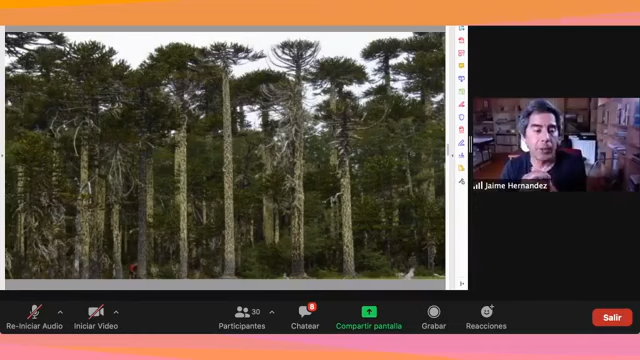 Jaime Hernandez
30
8
Re-Iniciar Audio
Iniciar Video
Participantes
Chatear
Compartir pantalla
Grabar
Reacciones
Salir